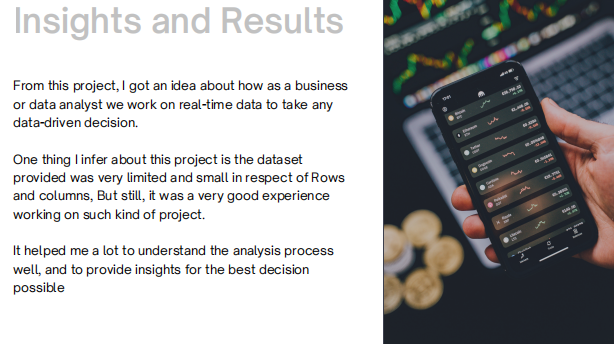 Insights and Results
From this project, I got an idea about how as a business
or data analyst we work on real-time data to take any
data-driven decision.
One thing I infer about this project is the dataset
provided was very limited and small in respect of Rows
and columns, But still, it was a very good experience
working on such kind of project.
It helped me a lot to understand the analysis process
well, and to provide insights for the best decision
possible